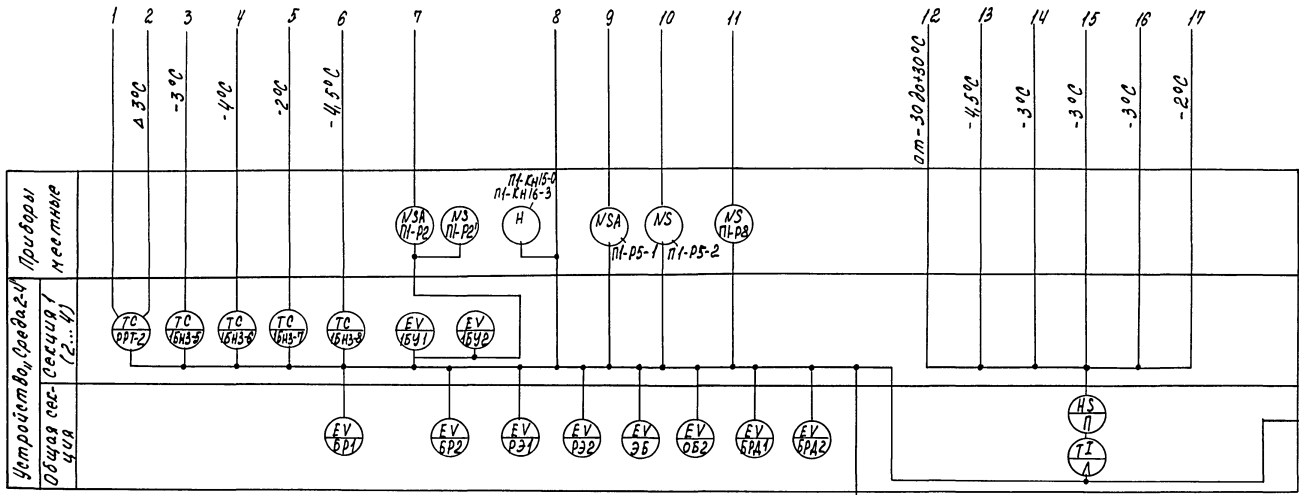 1 2 3 4 5 6 7 8 9 10 11 12 13 14 15 16 17
Δ 3°С
-3°С
-4°С
-2°С
-4,5°С
от-30 до+30°С
-4,5°С
-3°С
-3°С
-3°С
-2°С
Приборы
местные
П1-КН15-0
П1-КН16-3
NSA
П1-Р2
NS
П1-Р2'
H
NSA
П1-Р5-1
NS
П1-Р5-2
NS
П1-Р8
Устройство „Среда2-4"
Секция 1
(2...4)
TC
РРТ-2
TC
1БН3-5
TC
1БН3-6
TC
1БН3-7
TC
1БН3-8
EV
1БУ1
EV
1БУ2
Общая сек-
ция
EV
БР1
EV
БР2
EV
РЭ1
EV
РЭ2
EV
ЭБ
EV
ОБ2
EV
БРД1
EV
БРД2
HS
П
TI
Л